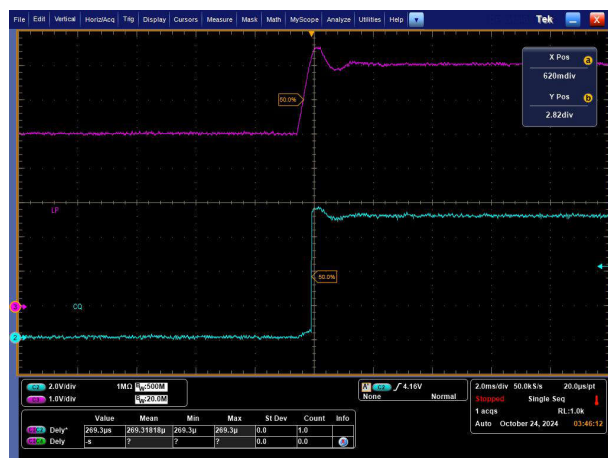 File Edit Vertical Horiz/Acq Trig Display Cursors Measure Mask Math MyScope Analyze Utilities Help Tek X
X Pos a
620mdiv
Y Pos b
2.82div
50.0%
LP
50.0%
CQ
2
C2 2.0V/div 1MΩ BW:500M
1.0V/div BW:20.0M
A' C2 4.16V
None Normal
2.0ms/div 50.0kS/s 20.0µs/pt
Stopped Single Seq
1 acqs RL:1.0k
Auto October 24, 2024 03:46:12
Value Mean Min Max St Dev Count Info
Dely* 269.3µs 269.31818µ 269.3µ 269.3µ 0.0 1.0
Dely -s ? ? ? 0.0 0.0